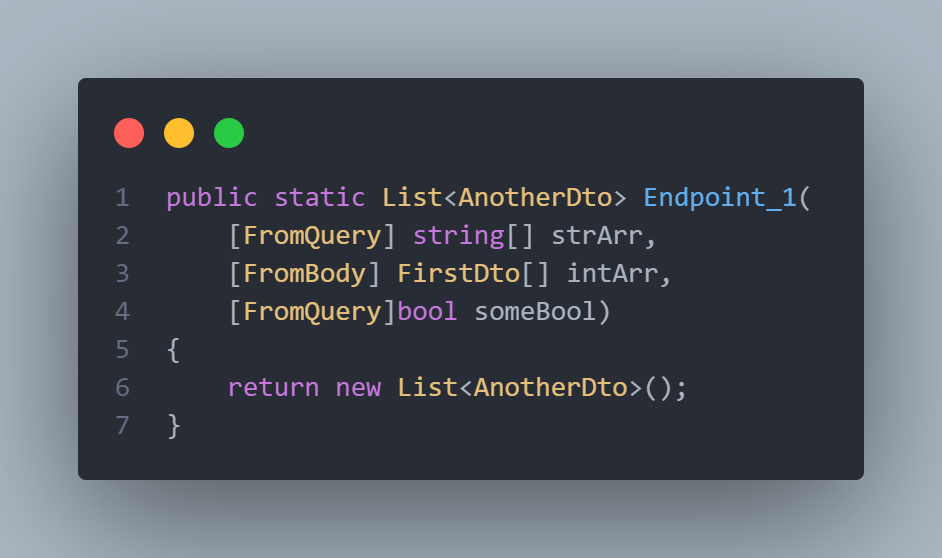 1 public static List<AnotherDto> Endpoint_1(
2     [FromQuery] string[] strArr,
3     [FromBody] FirstDto[] intArr,
4     [FromQuery]bool someBool)
5 {
6     return new List<AnotherDto>();
7 }